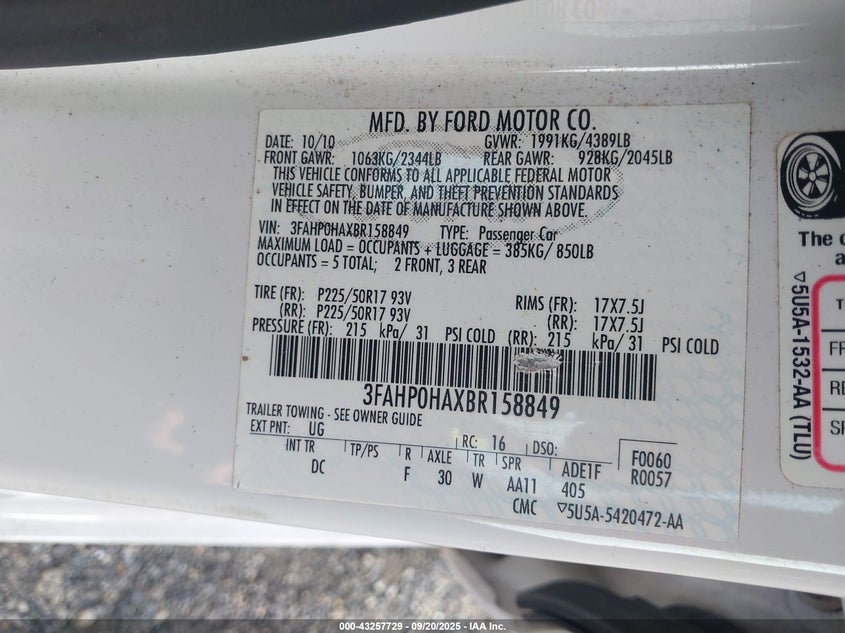 MFD. BY FORD MOTOR CO.
DATE: 10/10 GVWR: 1991KG/4389LB
FRONT GAWR: 1063KG/2344LB REAR GAWR: 928KG/2045LB
THIS VEHICLE CONFORMS TO ALL APPLICABLE FEDERAL MOTOR
VEHICLE SAFETY, BUMPER, AND THEFT PREVENTION STANDARDS
IN EFFECT ON THE DATE OF MANUFACTURE SHOWN ABOVE.
VIN: 3FAHP0HAXBR158849 TYPE: Passenger Car
MAXIMUM LOAD = OCCUPANTS + LUGGAGE = 385KG/ 850LB
OCCUPANTS = 5 TOTAL; 2 FRONT, 3 REAR
TIRE (FR): P225/50R17 93V RIMS (FR): 17X7.5J
(RR): P225/50R17 93V (RR): 17X7.5J
PRESSURE (FR): 215 kPa/ 31 PSI COLD (RR): 215 kPa/ 31 PSI COLD
3FAHP0HAXBR158849
TRAILER TOWING - SEE OWNER GUIDE
EXT PNT: UG RC: 16 DSO: F0060
INT TR TP/PS R AXLE TR SPR ADE1F R0057
DC F 30 W AA11 405
CMC ▽5U5A-5420472-AA
The
▽5U5A-1532-AA (TLU)
000-43257729 - 09/20/2025 - IAA Inc.